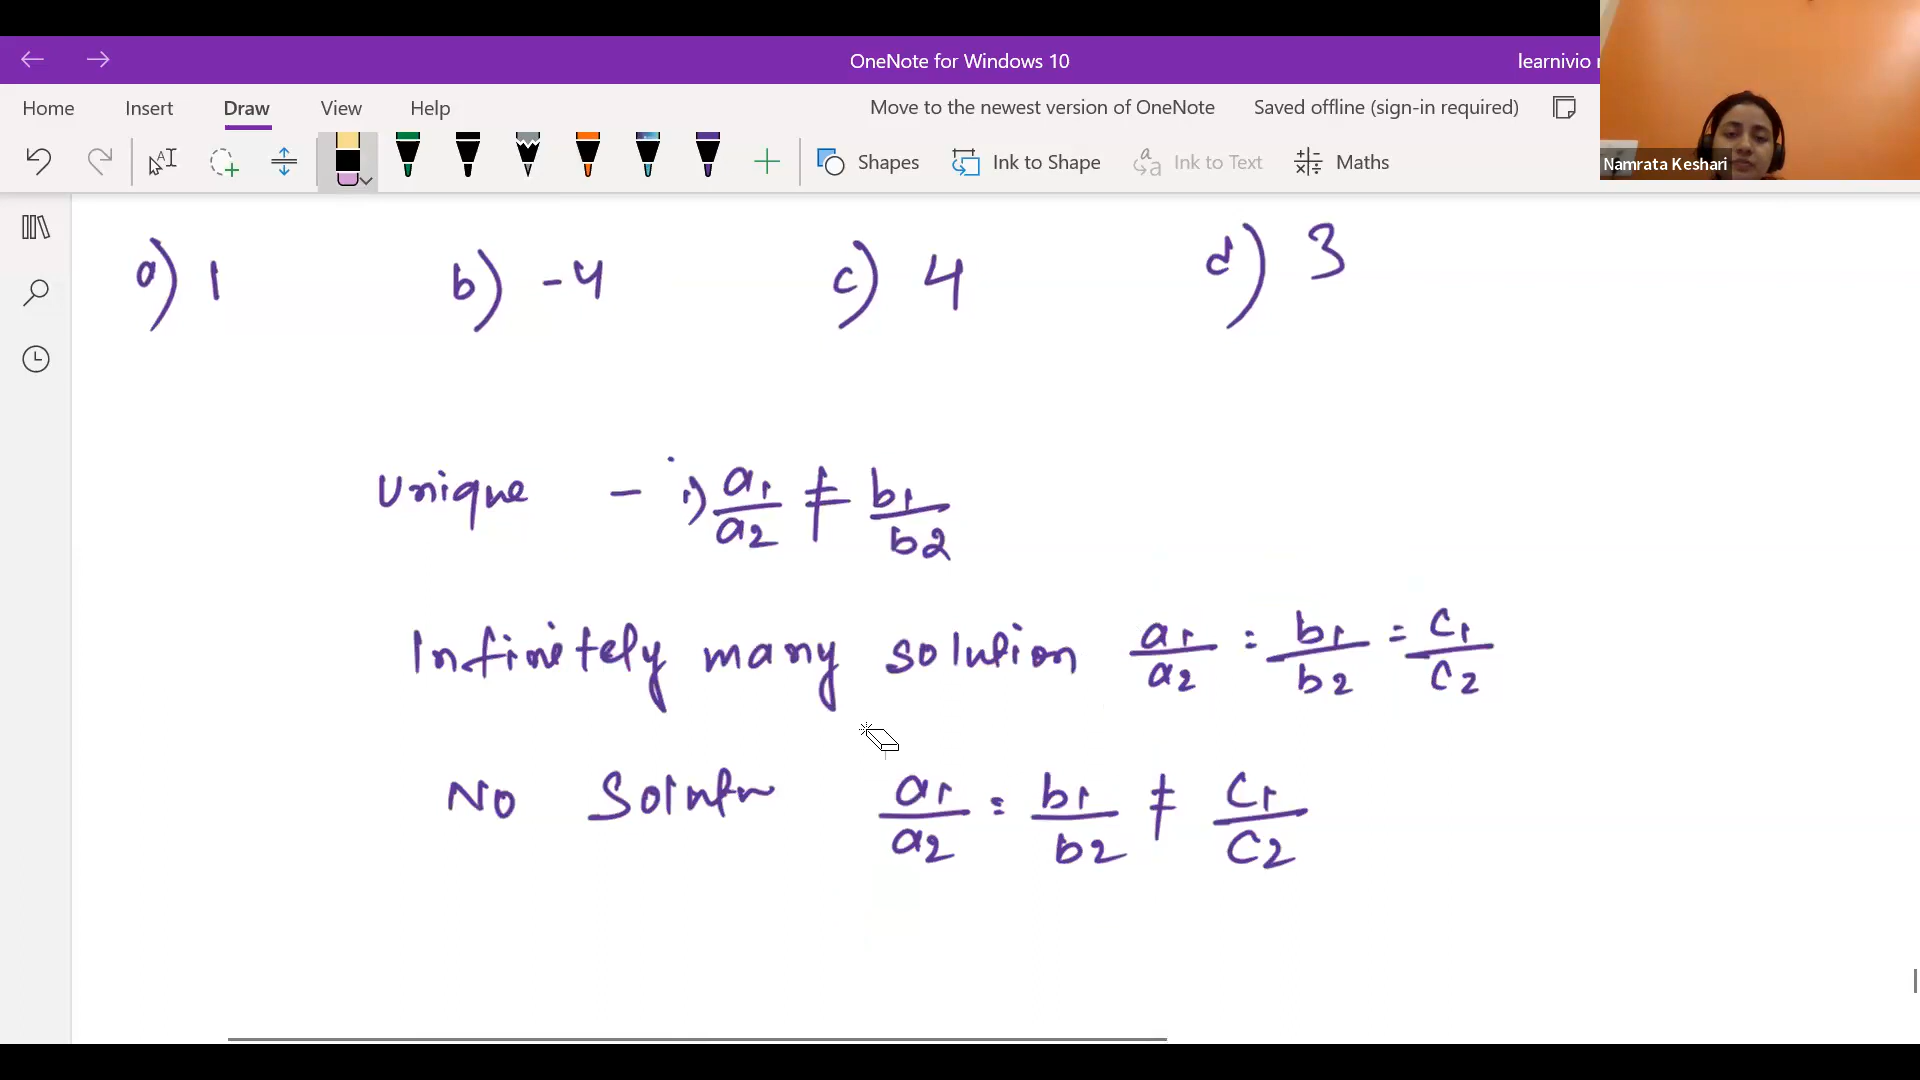 OneNote for Windows 10
learnivio
Home Insert Draw View Help Move to the newest version of OneNote Saved offline (sign-in required)
Shapes Ink to Shape Ink to Text Maths
Namrata Keshari
a) 1 b) -4 c) 4 d) 3
Unique - i) a1/a2 ≠ b1/b2
Infinitely many solution a1/a2 = b1/b2 = c1/c2
No a1/a2 = b1/b2 ≠ c1/c2